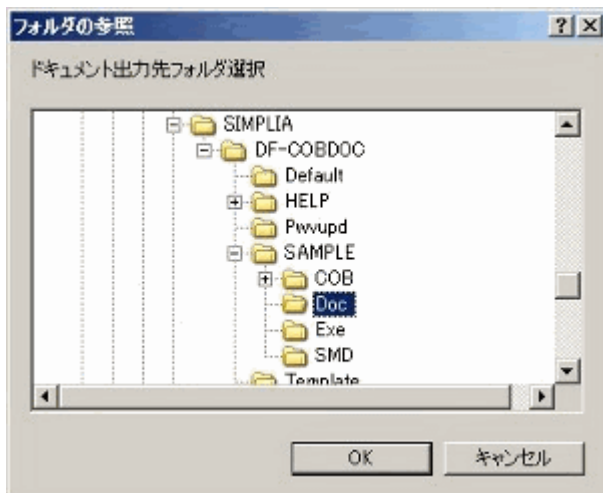 フォルダの参照
ドキュメント出力先フォルダ選択
SIMPLIA
DF-COBDOC
Default
HELP
Pwvupd
SAMPLE
COB
Doc
Exe
SMD
Template
OK
キャンセル